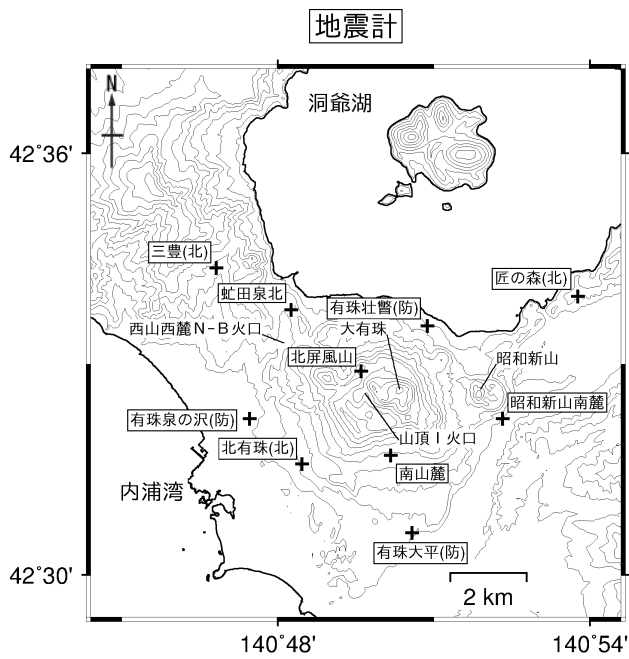 地震計
N
洞爺湖
42°36'
三豊(北)
匠の森(北)
虻田泉北
有珠壮瞥(防)
西山西麓N-B火口
大有珠
北屏風山
昭和新山
昭和新山南麓
有珠泉の沢(防)
山頂I火口
北有珠(北)
南山麓
内浦湾
有珠大平(防)
42°30'
2 km
140°48'
140°54'